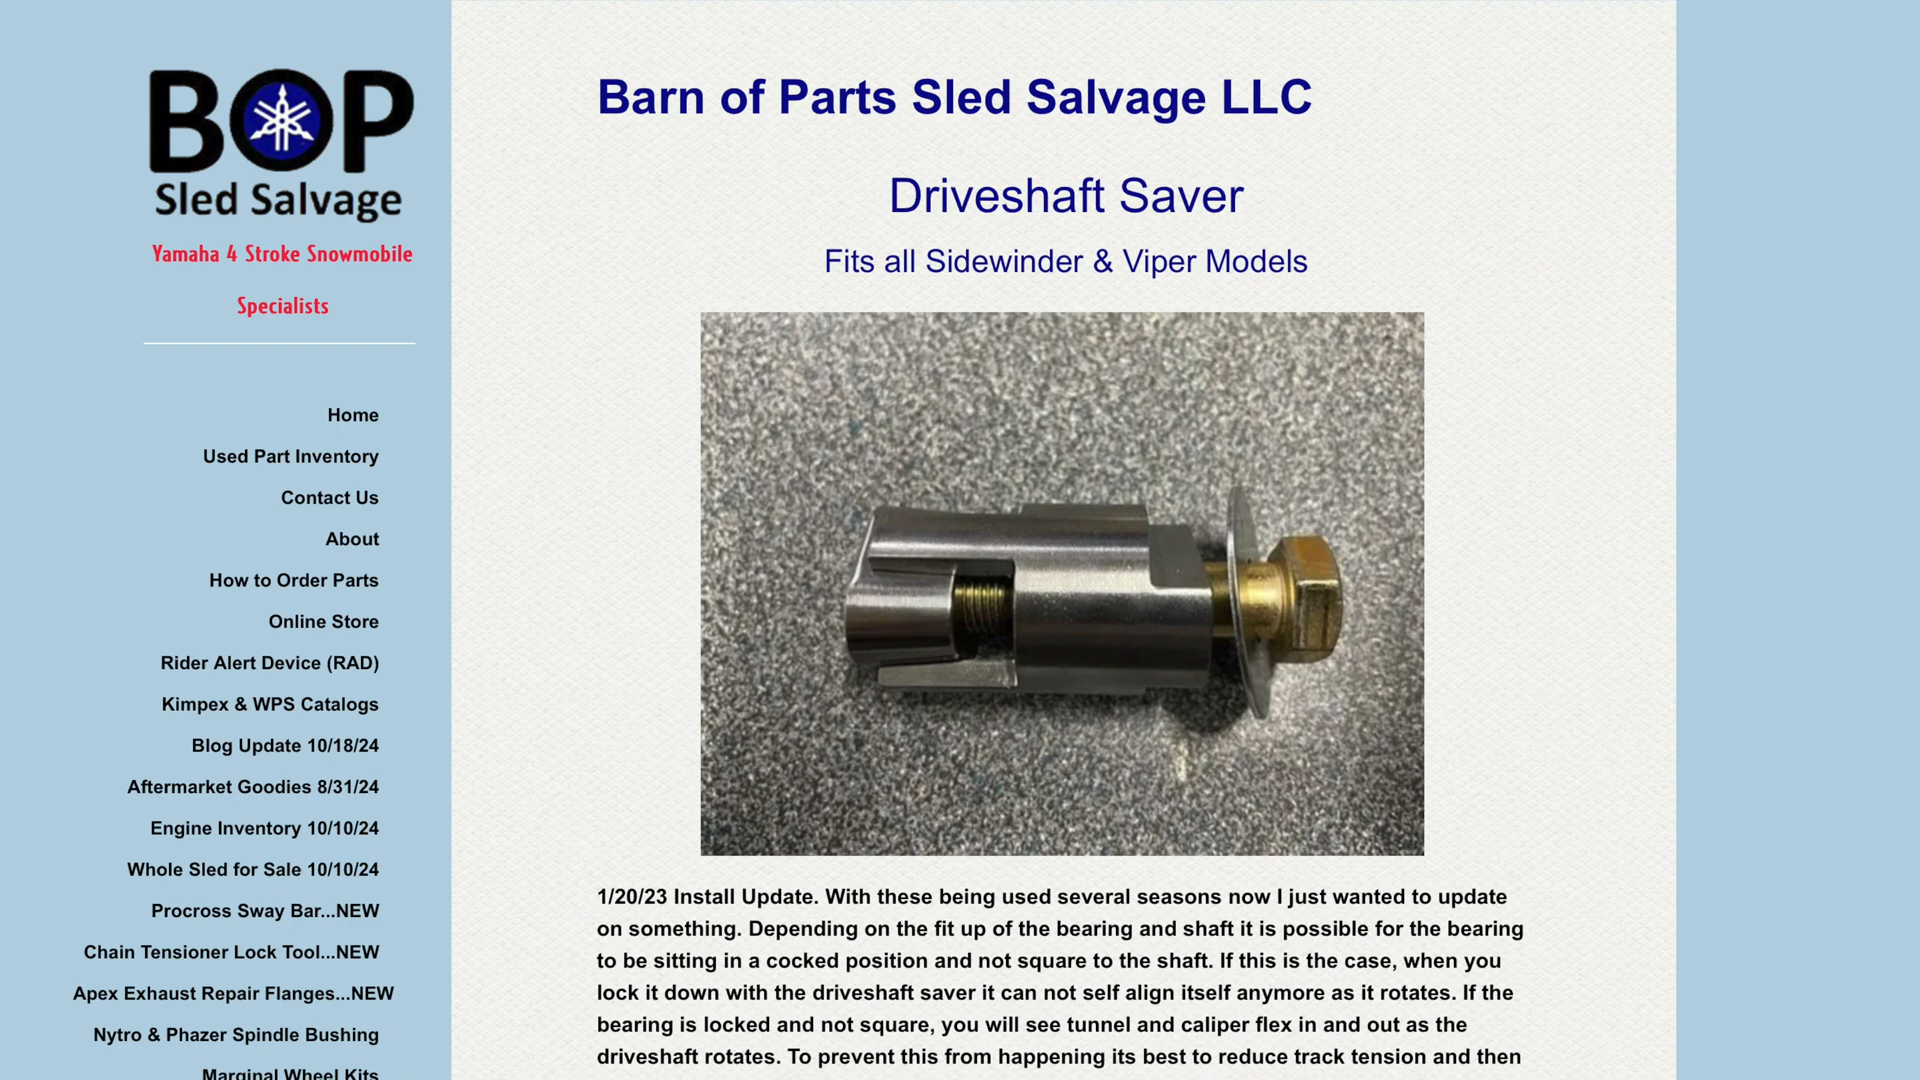 BOP
Sled Salvage
Yamaha 4 Stroke Snowmobile
Specialists
Home
Used Part Inventory
Contact Us
About
How to Order Parts
Online Store
Rider Alert Device (RAD)
Kimpex & WPS Catalogs
Blog Update 10/18/24
Aftermarket Goodies 8/31/24
Engine Inventory 10/10/24
Whole Sled for Sale 10/10/24
Procross Sway Bar...NEW
Chain Tensioner Lock Tool...NEW
Apex Exhaust Repair Flanges...NEW
Nytro & Phazer Spindle Bushing
Marginal Wheel Kits
Barn of Parts Sled Salvage LLC
Driveshaft Saver
Fits all Sidewinder & Viper Models
1/20/23 Install Update. With these being used several seasons now I just wanted to update
on something. Depending on the fit up of the bearing and shaft it is possible for the bearing
to be sitting in a cocked position and not square to the shaft. If this is the case, when you
lock it down with the driveshaft saver it can not self align itself anymore as it rotates. If the
bearing is locked and not square, you will see tunnel and caliper flex in and out as the
driveshaft rotates. To prevent this from happening its best to reduce track tension and then